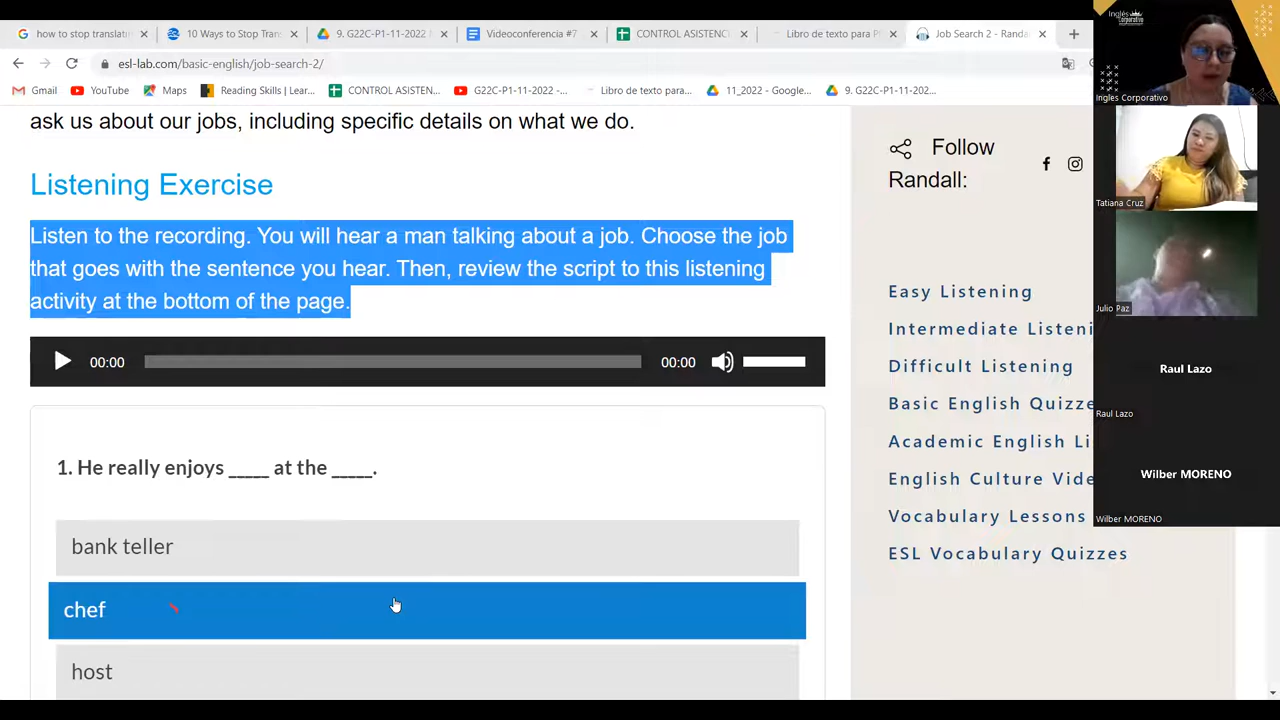 how to stop translati
10 Ways to Stop Trans
9. G22C-P1-11-2022
Videoconferencia #7
CONTROL ASISTENC
Libro de texto para P
Job Search 2 - Randa
esl-lab.com/basic-english/job-search-2/
Gmail
YouTube
Maps
Reading Skills | Lear...
CONTROL ASISTEN...
G22C-P1-11-2022 -...
Libro de texto para...
11_2022 - Google...
9. G22C-P1-11-202...
ask us about our jobs, including specific details on what we do.
Listening Exercise
Listen to the recording. You will hear a man talking about a job. Choose the job
that goes with the sentence you hear. Then, review the script to this listening
activity at the bottom of the page.
00:00
00:00
1. He really enjoys _____ at the _____.
bank teller
chef
host
Follow
Randall:
Easy Listening
Intermediate Listeni
Difficult Listening
Basic English Quizze
Academic English Li
English Culture Vide
Vocabulary Lessons
ESL Vocabulary Quizzes
Inglés
Corporativo
Ingles Corporativo
Tatiana Cruz
Julio Paz
Raul Lazo
Raul Lazo
Wilber MORENO
Wilber MORENO